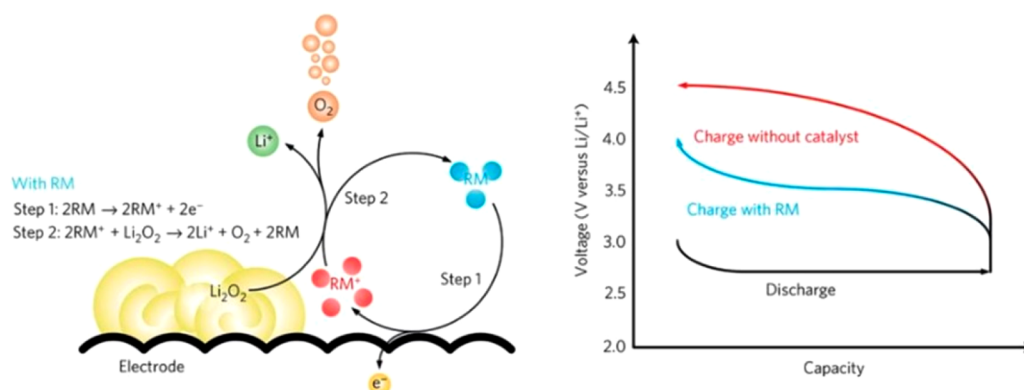 O₂
Li⁺
With RM
Step 1: 2RM → 2RM⁺ + 2e⁻
Step 2: 2RM⁺ + Li₂O₂ → 2Li⁺ + O₂ + 2RM
Step 2
RM
Li₂O₂
RM⁺
Step 1
Electrode
e⁻
Voltage (V versus Li/Li⁺)
4.5
4.0
3.5
3.0
2.5
2.0
Charge without catalyst
Charge with RM
Discharge
Capacity